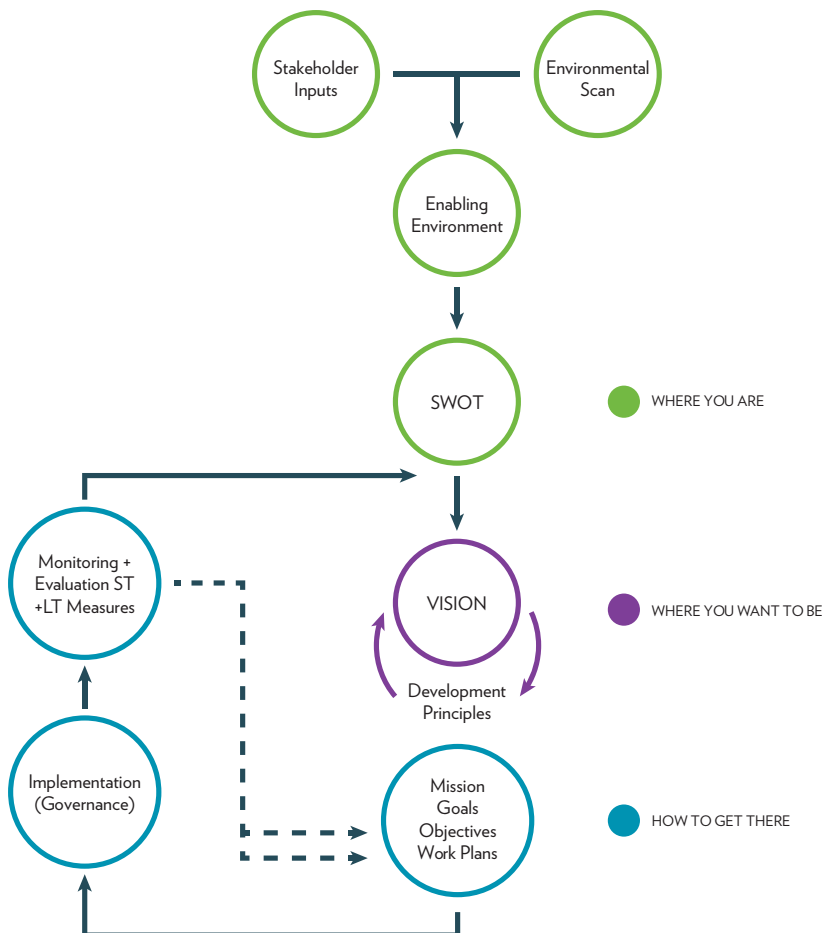 Stakeholder
Inputs
Environmental
Scan
Enabling
Environment
SWOT
WHERE YOU ARE
Monitoring +
Evaluation ST
+LT Measures
VISION
WHERE YOU WANT TO BE
Development
Principles
Implementation
(Governance)
Mission
Goals
Objectives
Work Plans
HOW TO GET THERE